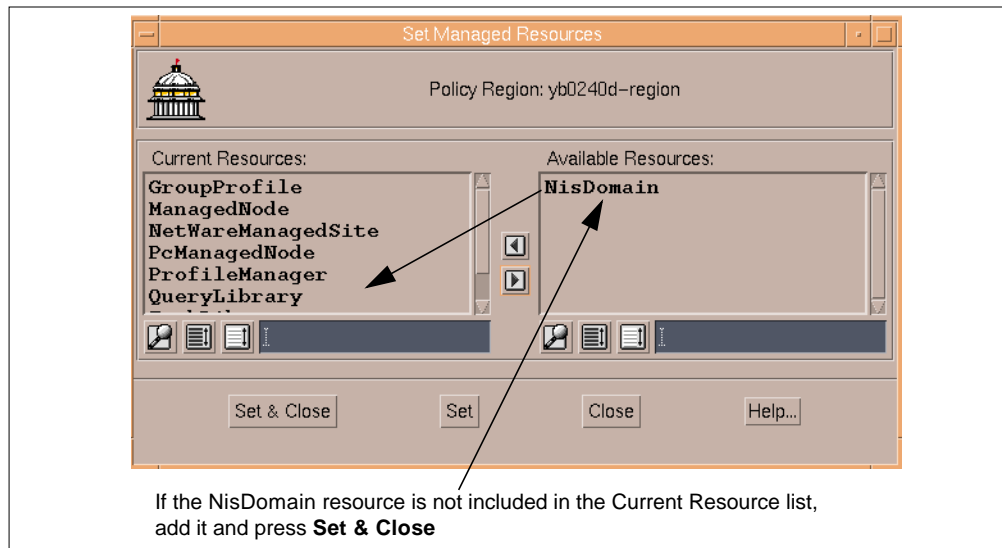 Set Managed Resources
Policy Region: yb0240d-region
Current Resources:
GroupProfile
ManagedNode
NetWareManagedSite
PcManagedNode
ProfileManager
QueryLibrary
Available Resources:
NisDomain
Set & Close
Set
Close
Help...
If the NisDomain resource is not included in the Current Resource list,
add it and press Set & Close